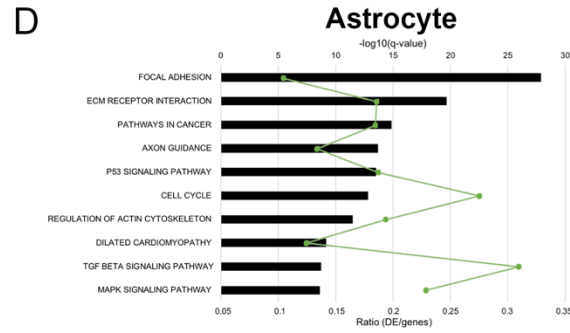 D
Astrocyte
-log10(q-value)
0 5 10 15 20 25 30
FOCAL ADHESION
ECM RECEPTOR INTERACTION
PATHWAYS IN CANCER
AXON GUIDANCE
P53 SIGNALING PATHWAY
CELL CYCLE
REGULATION OF ACTIN CYTOSKELETON
DILATED CARDIOMYOPATHY
TGF BETA SIGNALING PATHWAY
MAPK SIGNALING PATHWAY
0.05 0.1 0.15 0.2 0.25 0.3 0.35
Ratio (DE/genes)